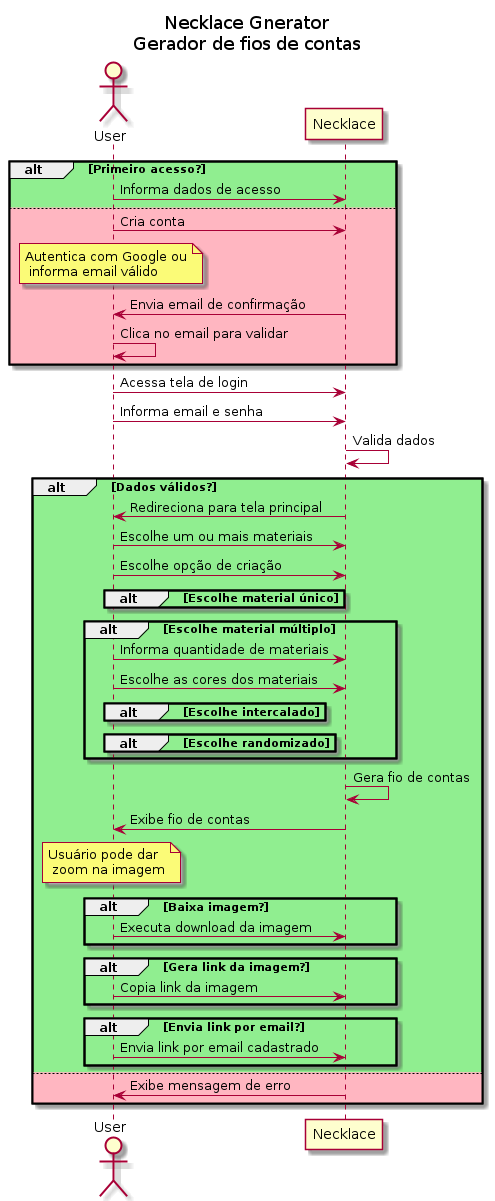 Necklace Gnerator
Gerador de fios de contas
User
Necklace
alt [Primeiro acesso?]
Informa dados de acesso
Cria conta
Autentica com Google ou
informa email válido
Envia email de confirmação
Clica no email para validar
Acessa tela de login
Informa email e senha
Valida dados
alt [Dados válidos?]
Redireciona para tela principal
Escolhe um ou mais materiais
Escolhe opção de criação
alt [Escolhe material único]
alt [Escolhe material múltiplo]
Informa quantidade de materiais
Escolhe as cores dos materiais
alt [Escolhe intercalado]
alt [Escolhe randomizado]
Gera fio de contas
Exibe fio de contas
Usuário pode dar
zoom na imagem
alt [Baixa imagem?]
Executa download da imagem
alt [Gera link da imagem?]
Copia link da imagem
alt [Envia link por email?]
Envia link por email cadastrado
Exibe mensagem de erro
User
Necklace